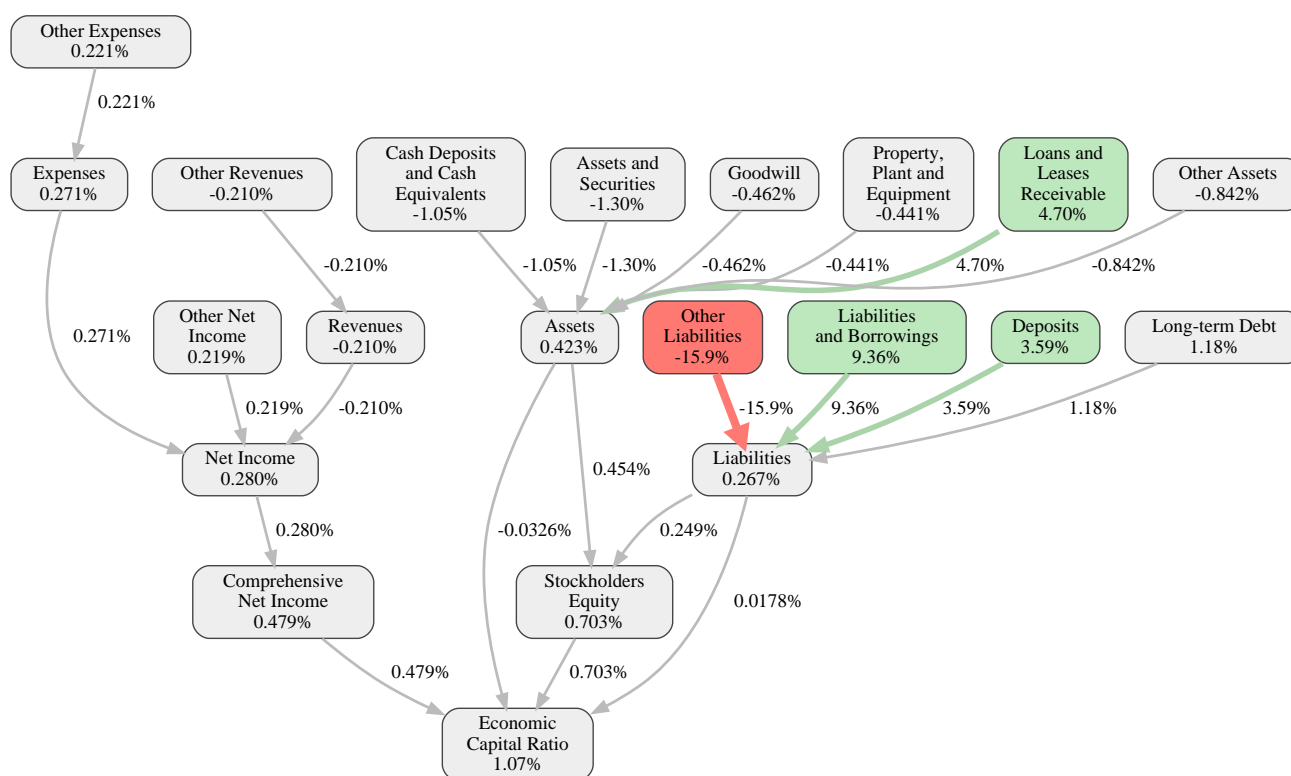 Other Expenses
0.221%
0.221%
Expenses
0.271%
Other Revenues
-0.210%
Cash Deposits
and Cash
Equivalents
-1.05%
Assets and
Securities
-1.30%
Goodwill
-0.462%
Property,
Plant and
Equipment
-0.441%
Loans and
Leases
Receivable
4.70%
Other Assets
-0.842%
-0.210%
-1.05%
-1.30%
-0.462%
-0.441%
4.70%
-0.842%
0.271%
Other Net
Income
0.219%
Revenues
-0.210%
Assets
0.423%
Other
Liabilities
-15.9%
Liabilities
and Borrowings
9.36%
Deposits
3.59%
Long-term Debt
1.18%
0.219%
-0.210%
-15.9%
9.36%
3.59%
1.18%
Net Income
0.280%
0.454%
Liabilities
0.267%
0.280%
-0.0326%
0.249%
Comprehensive
Net Income
0.479%
Stockholders
Equity
0.703%
0.0178%
0.479%
0.703%
Economic
Capital Ratio
1.07%